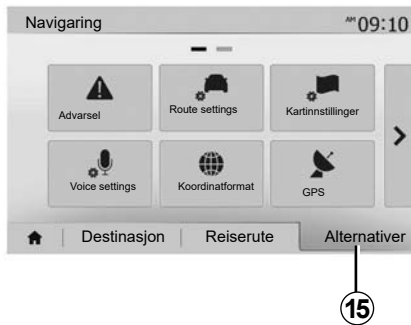 Navigaring
AM 09:10
Advarsel
Route settings
Kartinnstillinger
Voice settings
Koordinatformat
GPS
Destinasjon
Reiserute
Alternativer
15